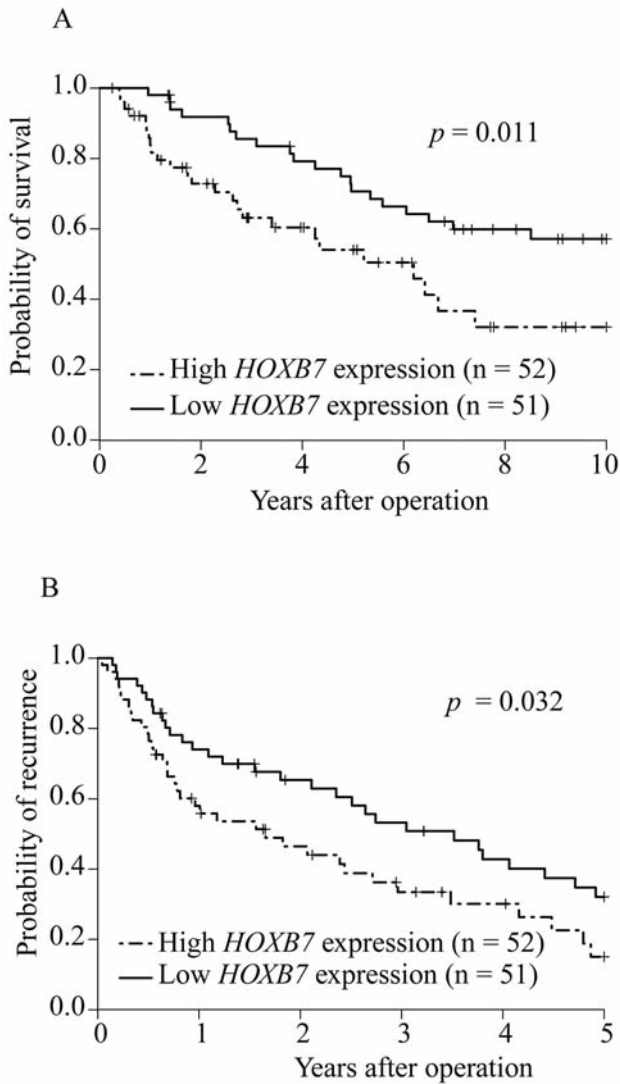 A
Probability of survival
1.0
0.8
0.6
0.4
0.2
0.0
p = 0.011
High HOXB7 expression (n = 52)
Low HOXB7 expression (n = 51)
0 2 4 6 8 10
Years after operation
B
Probability of recurrence
1.0
0.8
0.6
0.4
0.2
0.0
p = 0.032
High HOXB7 expression (n = 52)
Low HOXB7 expression (n = 51)
0 1 2 3 4 5
Years after operation